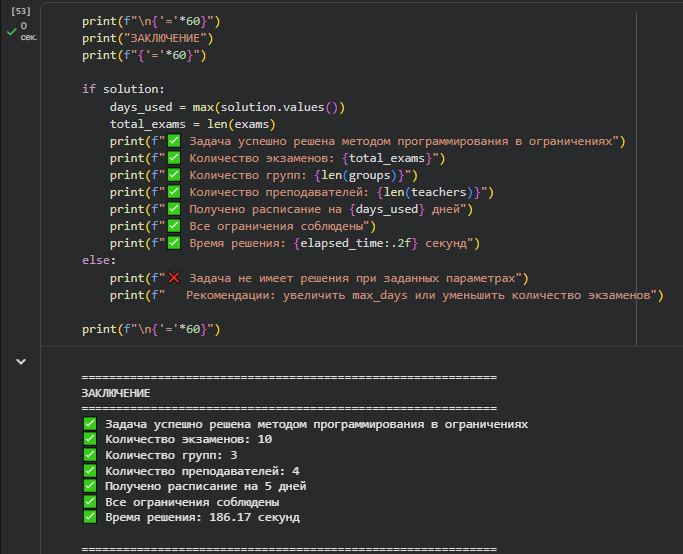 [53]
0
сек.
print(f"\n{'='*60}")
print("ЗАКЛЮЧЕНИЕ")
print(f"{'='*60}")
if solution:
    days_used = max(solution.values())
    total_exams = len(exams)
    print(f"✅ Задача успешно решена методом программирования в ограничениях")
    print(f"✅ Количество экзаменов: {total_exams}")
    print(f"✅ Количество групп: {len(groups)}")
    print(f"✅ Количество преподавателей: {len(teachers)}")
    print(f"✅ Получено расписание на {days_used} дней")
    print(f"✅ Все ограничения соблюдены")
    print(f"✅ Время решения: {elapsed_time:.2f} секунд")
else:
    print(f"❌ Задача не имеет решения при заданных параметрах")
    print(f"   Рекомендации: увеличить max_days или уменьшить количество экзаменов")
print(f"\n{'='*60}")
============================================================
ЗАКЛЮЧЕНИЕ
============================================================
✅ Задача успешно решена методом программирования в ограничениях
✅ Количество экзаменов: 10
✅ Количество групп: 3
✅ Количество преподавателей: 4
✅ Получено расписание на 5 дней
✅ Все ограничения соблюдены
✅ Время решения: 186.17 секунд
============================================================